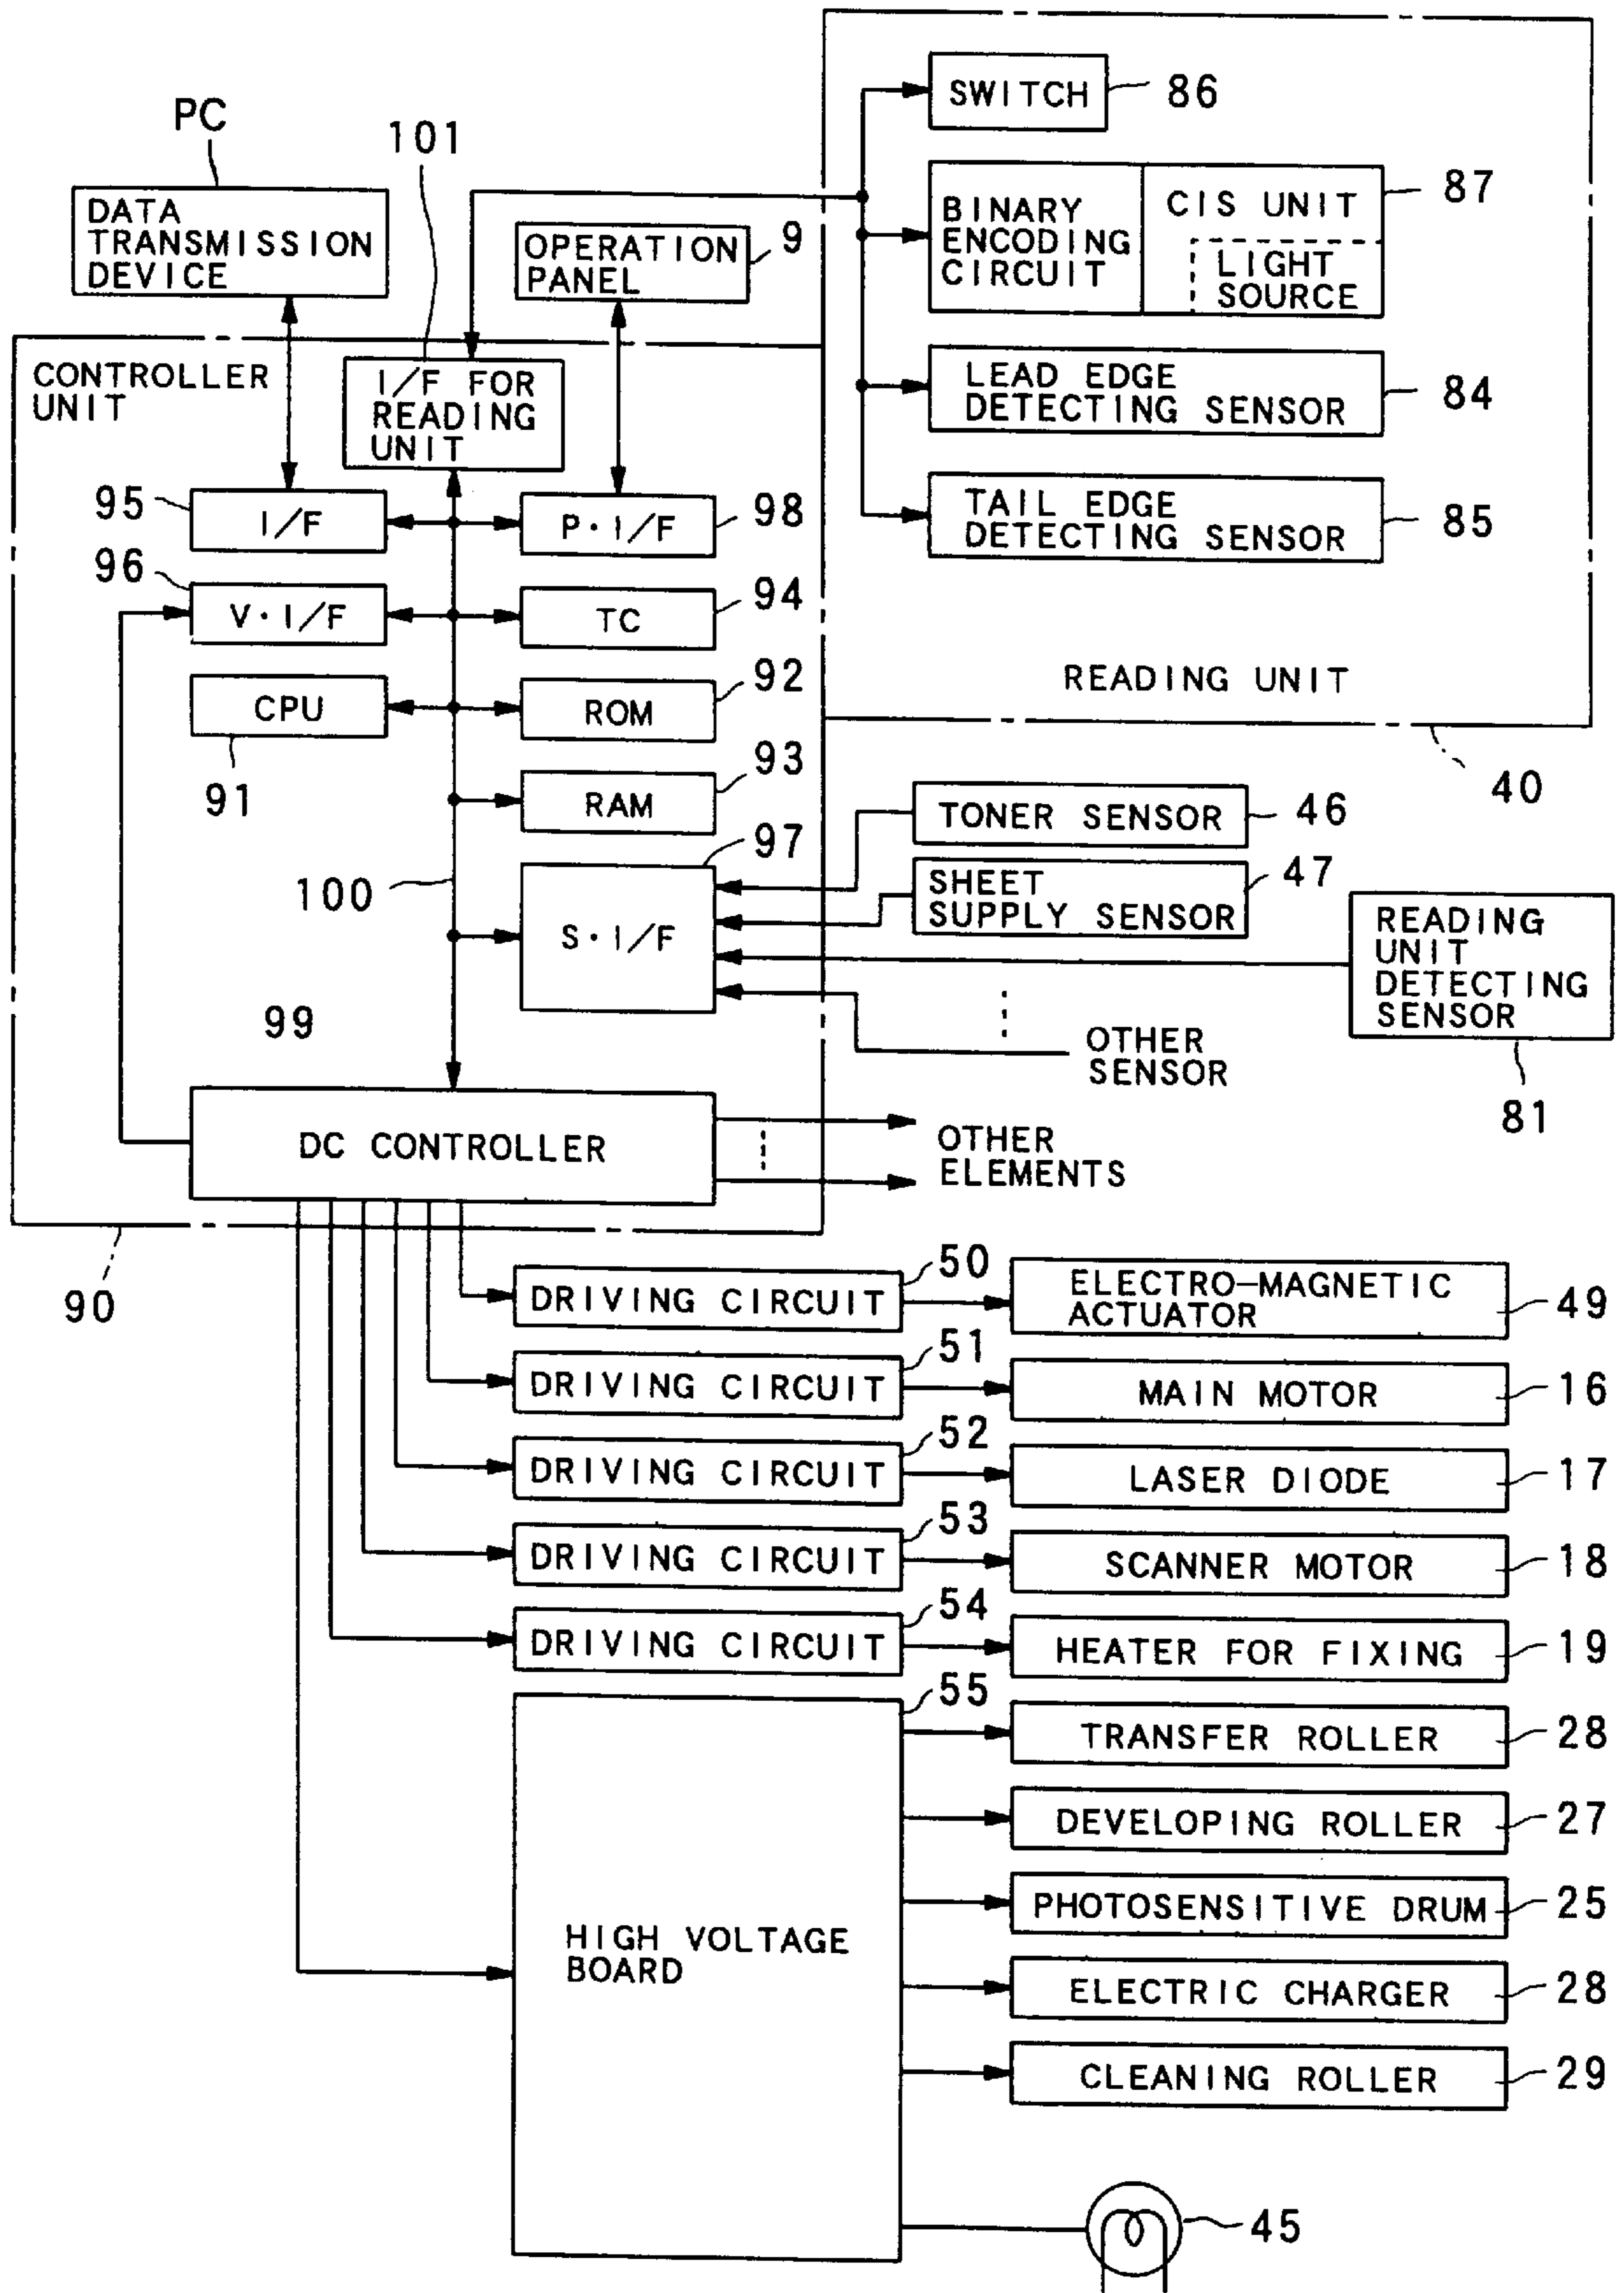 PC
101
DATA
TRANSMISSION
DEVICE
OPERATION
PANEL
9
SWITCH
86
BINARY
ENCODING
CIRCUIT
CIS UNIT
LIGHT
SOURCE
87
LEAD EDGE
DETECTING SENSOR
84
TAIL EDGE
DETECTING SENSOR
85
READING UNIT
40
CONTROLLER
UNIT
I/F FOR
READING
UNIT
95
I/F
P·I/F
98
96
V·I/F
TC
94
CPU
91
ROM
92
RAM
93
100
S·I/F
97
TONER SENSOR
46
SHEET
SUPPLY SENSOR
47
READING
UNIT
DETECTING
SENSOR
81
OTHER
SENSOR
99
DC CONTROLLER
OTHER
ELEMENTS
90
DRIVING CIRCUIT
50
ELECTRO-MAGNETIC
ACTUATOR
49
DRIVING CIRCUIT
51
MAIN MOTOR
16
DRIVING CIRCUIT
52
LASER DIODE
17
DRIVING CIRCUIT
53
SCANNER MOTOR
18
DRIVING CIRCUIT
54
HEATER FOR FIXING
19
HIGH VOLTAGE
BOARD
55
TRANSFER ROLLER
28
DEVELOPING ROLLER
27
PHOTOSENSITIVE DRUM
25
ELECTRIC CHARGER
28
CLEANING ROLLER
29
45